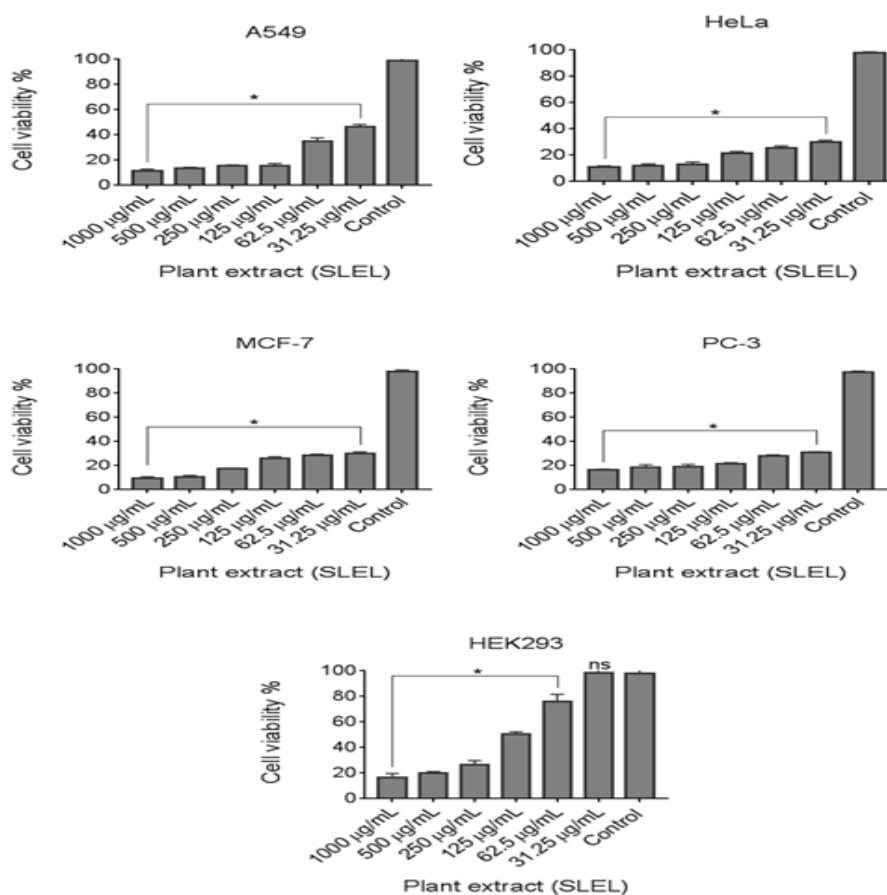 A549
Cell viability %
100
80
60
40
20
0
*
1000 µg/mL
500 µg/mL
250 µg/mL
125 µg/mL
62.5 µg/mL
31.25 µg/mL
Control
Plant extract (SLEL)
HeLa
Cell viability %
100
80
60
40
20
0
*
1000 µg/mL
500 µg/mL
250 µg/mL
125 µg/mL
62.5 µg/mL
31.25 µg/mL
Control
Plant extract (SLEL)
MCF-7
Cell viability %
100
80
60
40
20
0
*
1000 µg/mL
500 µg/mL
250 µg/mL
125 µg/mL
62.5 µg/mL
31.25 µg/mL
Control
Plant extract (SLEL)
PC-3
Cell viability %
100
80
60
40
20
0
*
1000 µg/mL
500 µg/mL
250 µg/mL
125 µg/mL
62.5 µg/mL
31.25 µg/mL
Control
Plant extract (SLEL)
HEK293
Cell viability %
100
80
60
40
20
0
*
ns
1000 µg/mL
500 µg/mL
250 µg/mL
125 µg/mL
62.5 µg/mL
31.25 µg/mL
Control
Plant extract (SLEL)